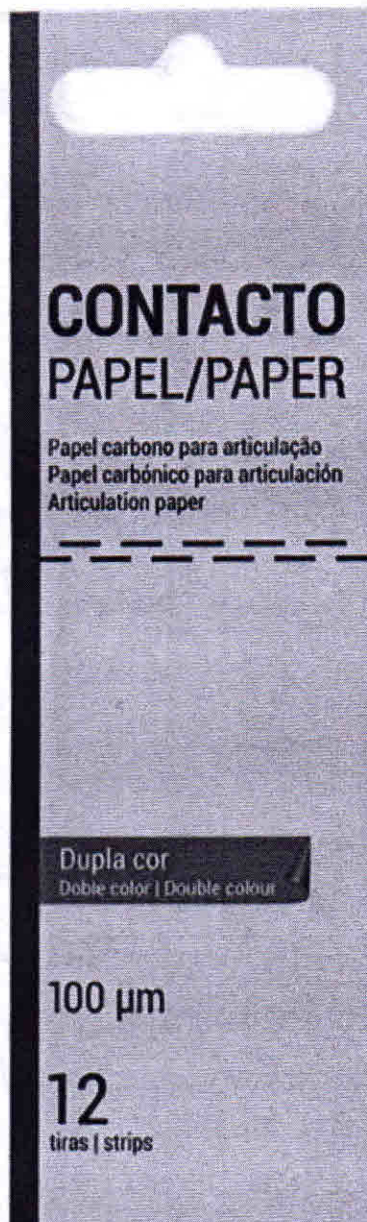 CONTACTO
PAPEL/PAPER
Papel carbono para articulação
Papel carbónico para articulación
Articulation paper
Dupla cor
Doble color | Double colour
100 µm
12
tiras | strips